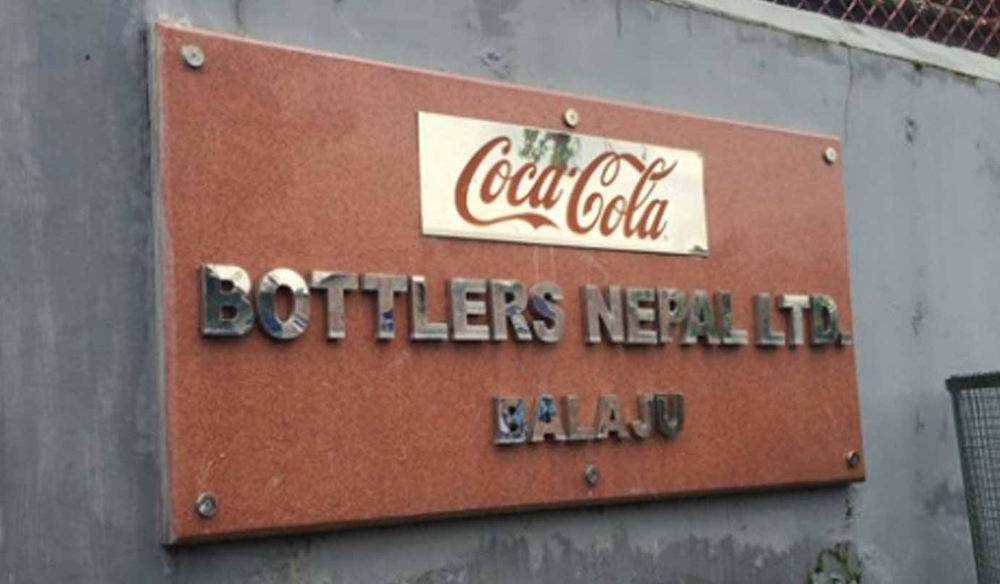 Coca-Cola
BOTTLERS NEPAL LTD.
BALAJU